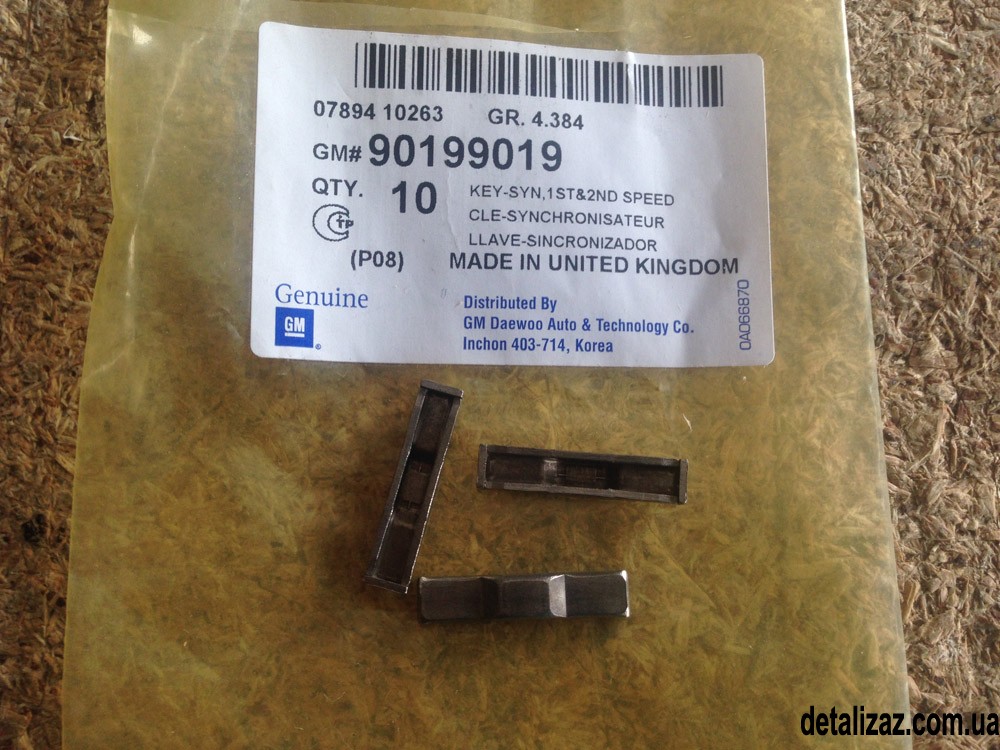 07894 10263 GR. 4.384
GM# 90199019
QTY. 10 KEY-SYN,1ST&2ND SPEED
CLE-SYNCHRONISATEUR
LLAVE-SINCRONIZADOR
CTP
(P08) MADE IN UNITED KINGDOM
Genuine
GM
Distributed By
GM Daewoo Auto & Technology Co.
Inchon 403-714, Korea
0A066870
detalizaz.com.ua